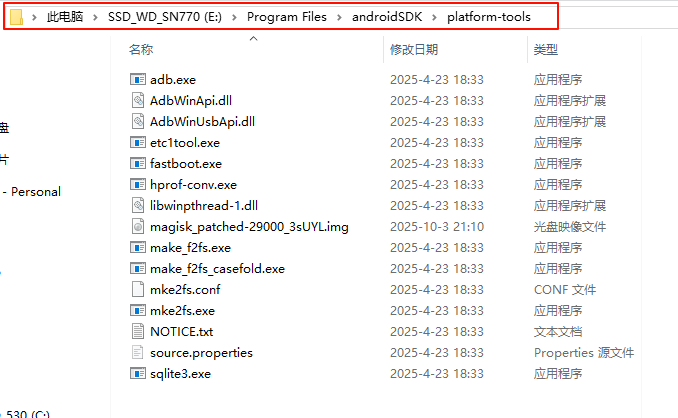 此电脑 > SSD_WD_SN770 (E:) > Program Files > androidSDK > platform-tools
名称 修改日期 类型
adb.exe 2025-4-23 18:33 应用程序
AdbWinApi.dll 2025-4-23 18:33 应用程序扩展
AdbWinUsbApi.dll 2025-4-23 18:33 应用程序扩展
盘
etc1tool.exe 2025-4-23 18:33 应用程序
片
fastboot.exe 2025-4-23 18:33 应用程序
hprof-conv.exe 2025-4-23 18:33 应用程序
- Personal
libwinpthread-1.dll 2025-4-23 18:33 应用程序扩展
magisk_patched-29000_3sUYL.img 2025-10-3 21:10 光盘映像文件
make_f2fs.exe 2025-4-23 18:33 应用程序
make_f2fs_casefold.exe 2025-4-23 18:33 应用程序
mke2fs.conf 2025-4-23 18:33 CONF 文件
mke2fs.exe 2025-4-23 18:33 应用程序
NOTICE.txt 2025-4-23 18:33 文本文档
source.properties 2025-4-23 18:33 Properties 源文件
sqlite3.exe 2025-4-23 18:33 应用程序
530 (C:)